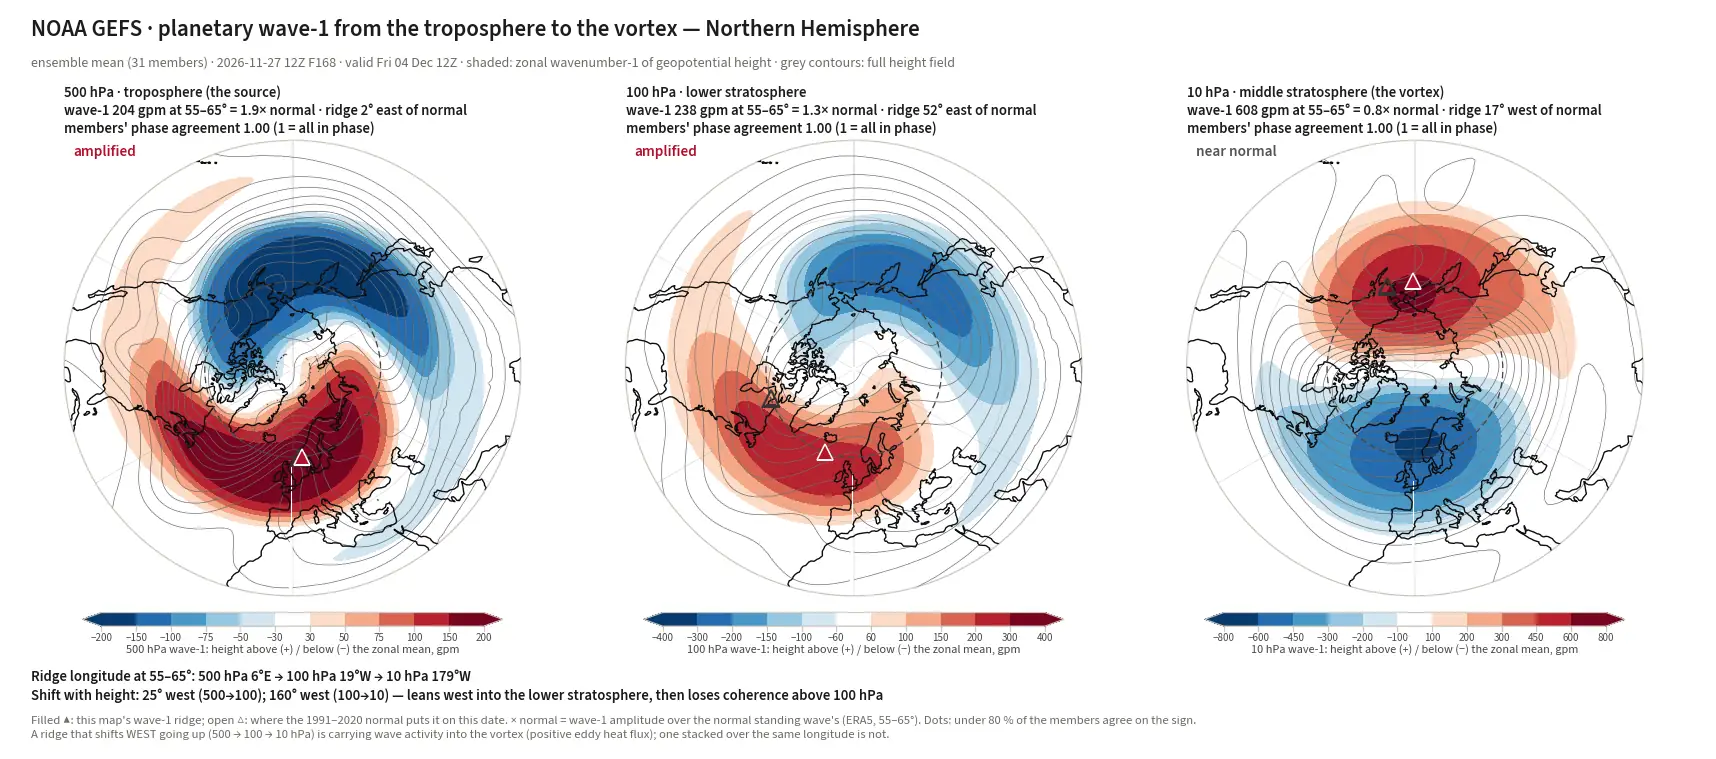 NOAA GEFS · planetary wave-1 from the troposphere to the vortex — Northern Hemisphere
ensemble mean (31 members) · 2026-11-27 12Z F168 · valid Fri 04 Dec 12Z · shaded: zonal wavenumber-1 of geopotential height · grey contours: full height field
500 hPa · troposphere (the source)
wave-1 204 gpm at 55–65° = 1.9× normal · ridge 2° east of normal
members' phase agreement 1.00 (1 = all in phase)
amplified
100 hPa · lower stratosphere
wave-1 238 gpm at 55–65° = 1.3× normal · ridge 52° east of normal
members' phase agreement 1.00 (1 = all in phase)
amplified
10 hPa · middle stratosphere (the vortex)
wave-1 608 gpm at 55–65° = 0.8× normal · ridge 17° west of normal
members' phase agreement 1.00 (1 = all in phase)
near normal
−200 −150 −100 −75 −50 −30 30 50 75 100 150 200
500 hPa wave-1: height above (+) / below (−) the zonal mean, gpm
−400 −300 −200 −150 −100 −60 60 100 150 200 300 400
100 hPa wave-1: height above (+) / below (−) the zonal mean, gpm
−800 −600 −450 −300 −200 −100 100 200 300 450 600 800
10 hPa wave-1: height above (+) / below (−) the zonal mean, gpm
Ridge longitude at 55–65°: 500 hPa 6°E → 100 hPa 19°W → 10 hPa 179°W
Shift with height: 25° west (500→100); 160° west (100→10) — leans west into the lower stratosphere, then loses coherence above 100 hPa
Filled ▲: this map's wave-1 ridge; open △: where the 1991–2020 normal puts it on this date. × normal = wave-1 amplitude over the normal standing wave's (ERA5, 55–65°). Dots: under 80 % of the members agree on the sign.
A ridge that shifts WEST going up (500 → 100 → 10 hPa) is carrying wave activity into the vortex (positive eddy heat flux); one stacked over the same longitude is not.